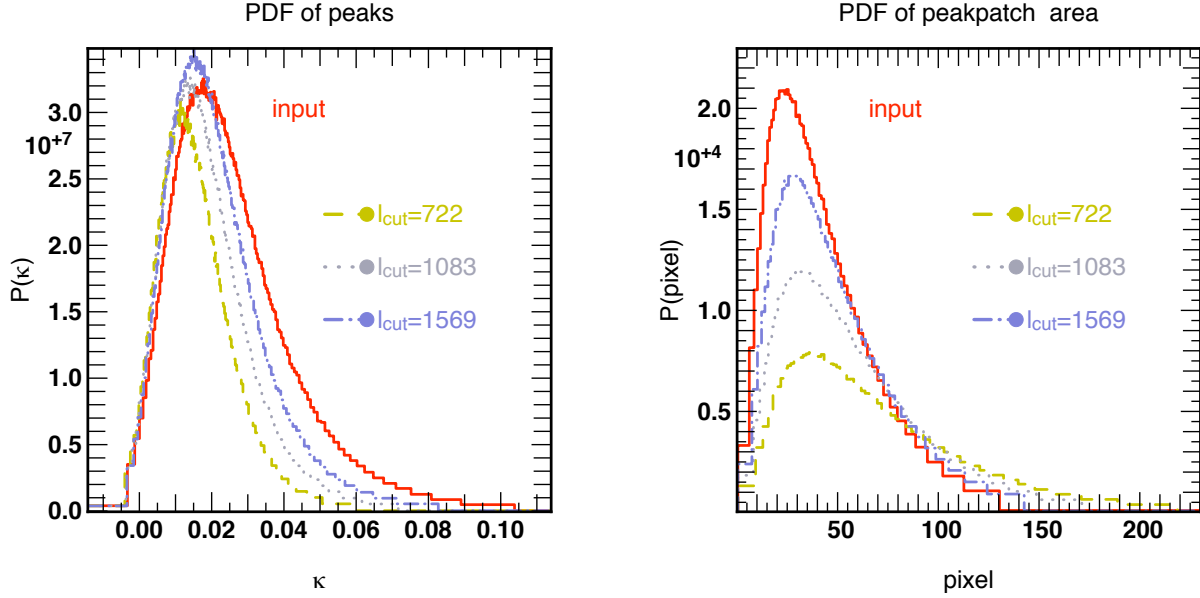 PDF of peaks
3.0
10+7
2.5
3.0
1.5
1.0
0.5
0.0
P(κ)
input
lcut=722
lcut=1083
lcut=1569
0.00 0.02 0.04 0.06 0.08 0.10
κ
PDF of peakpatch area
2.0
10+4
1.5
1.0
0.5
P(pixel)
input
lcut=722
lcut=1083
lcut=1569
50 100 150 200
pixel